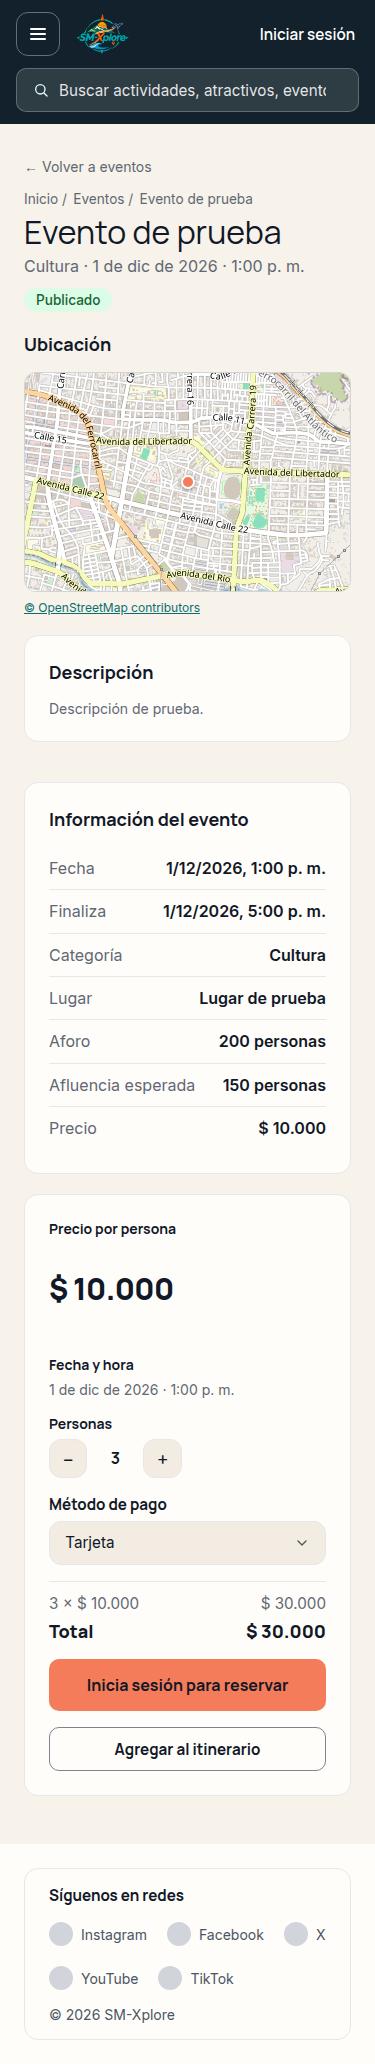 SM-Xplore
Iniciar sesión
Buscar actividades, atractivos, evento
← Volver a eventos
Inicio / Eventos / Evento de prueba
Evento de prueba
Cultura · 1 de dic de 2026 · 1:00 p. m.
Publicado
Ubicación
Calle
Calle
Avenida del Ferrocarril
Calle 15
Avenida del Libertador
Calle 11
Avenida Carrera 19
Ferrocarril del Atlántico
Avenida del Libertador
Avenida Calle 22
Avenida Calle 22
Avenida del Río
© OpenStreetMap contributors
Descripción
Descripción de prueba.
Información del evento
Fecha 1/12/2026, 1:00 p. m.
Finaliza 1/12/2026, 5:00 p. m.
Categoría Cultura
Lugar Lugar de prueba
Aforo 200 personas
Afluencia esperada 150 personas
Precio $ 10.000
Precio por persona
$ 10.000
Fecha y hora
1 de dic de 2026 · 1:00 p. m.
Personas
− 3 +
Método de pago
Tarjeta
3 × $ 10.000 $ 30.000
Total $ 30.000
Inicia sesión para reservar
Agregar al itinerario
Síguenos en redes
Instagram Facebook X
YouTube TikTok
© 2026 SM-Xplore